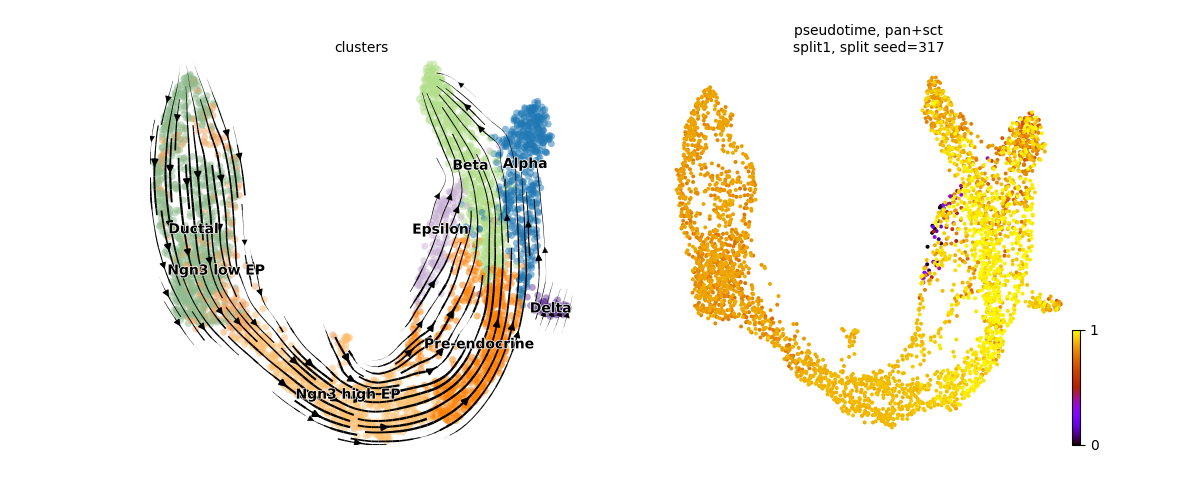 clusters
Beta
Alpha
Epsilon
Ductal
Ngn3 low EP
Delta
Pre-endocrine
Ngn3 high EP
pseudotime, pan+sct
split1, split seed=317
1
0